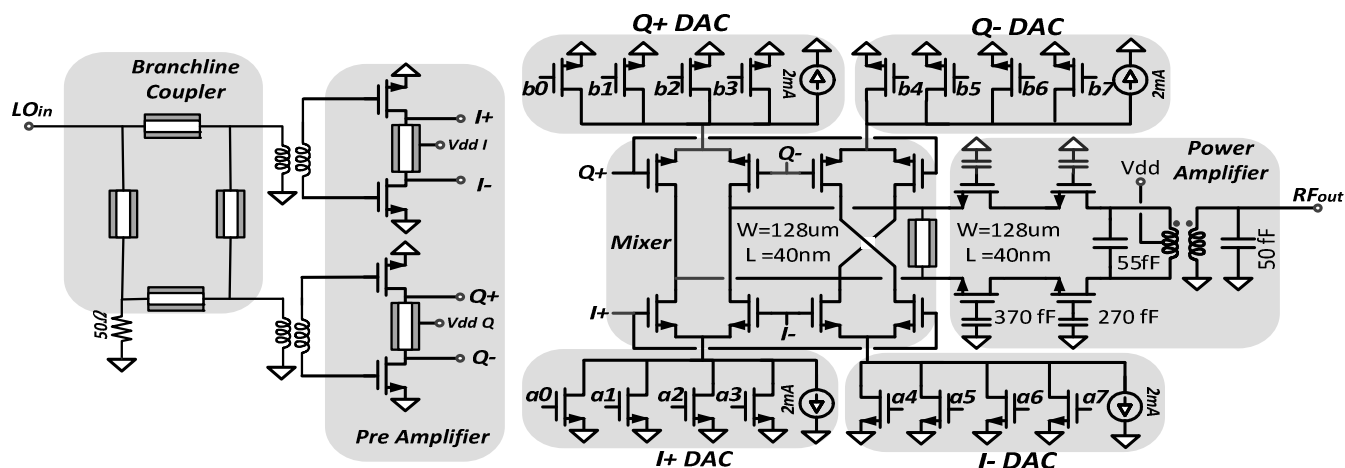 Q+ DAC
Q- DAC
Branchline
Coupler
LOin
I+
Vdd I
I-
Q+
Vdd Q
Q-
50Ω
Pre Amplifier
b0
b1
b2
b3
2mA
b4
b5
b6
b7
2mA
Q+
Q-
Mixer
W=128um
L =40nm
I+
I-
Power
Amplifier
Vdd
RFout
W=128um
L =40nm
55fF
50 fF
370 fF
270 fF
a0
a1
a2
a3
2mA
a4
a5
a6
a7
2mA
I+ DAC
I- DAC